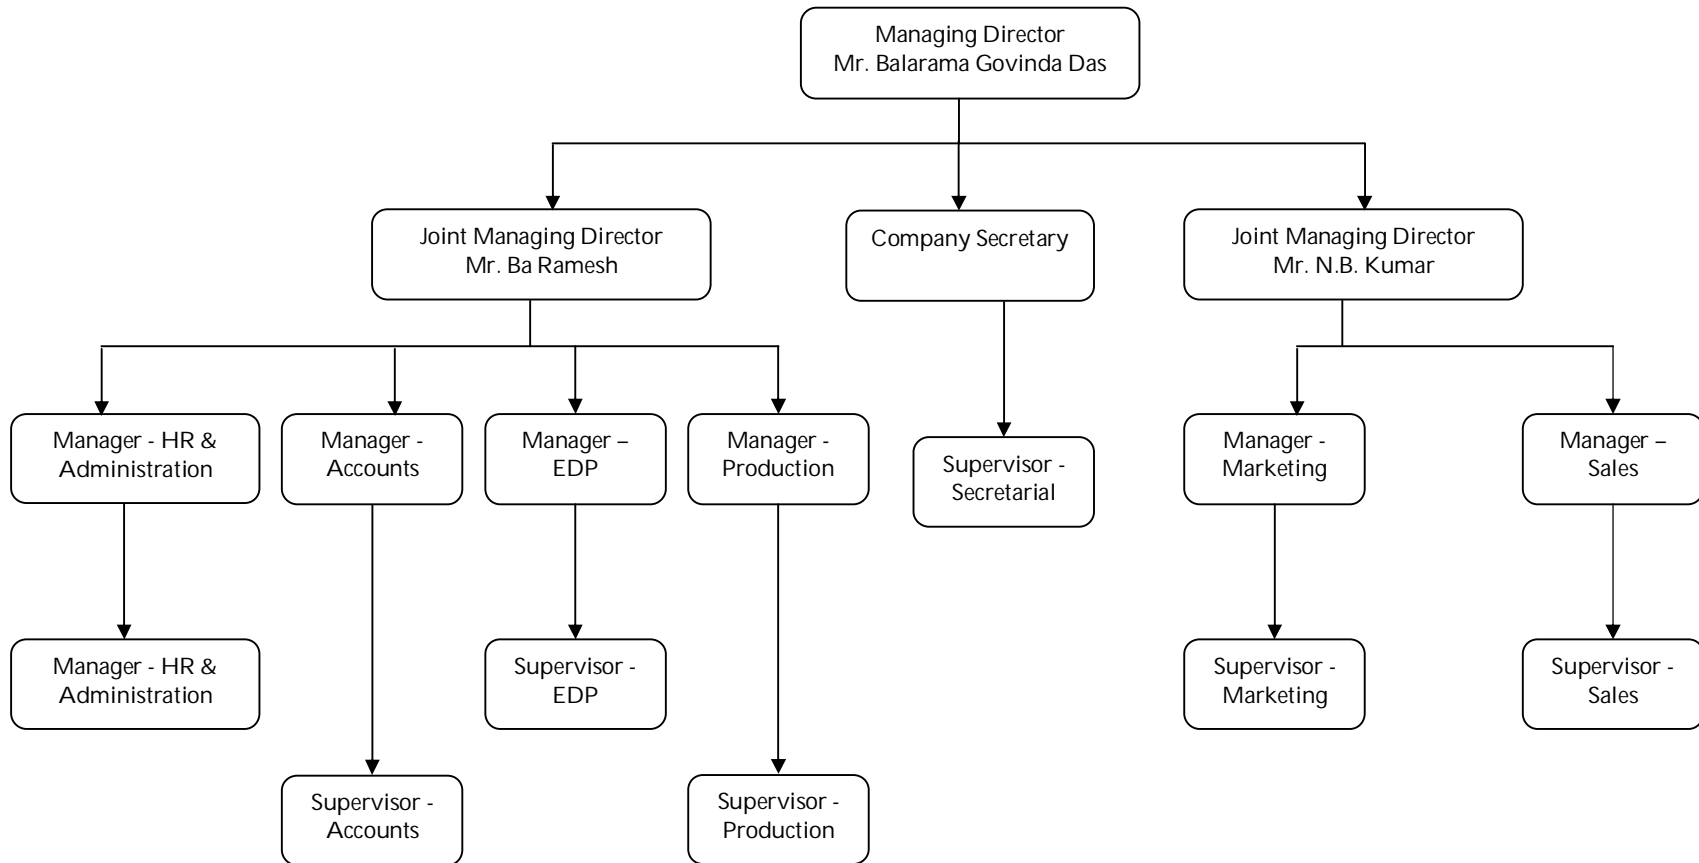 Managing Director
Mr. Balarama Govinda Das
Joint Managing Director
Mr. Ba Ramesh
Company Secretary
Joint Managing Director
Mr. N.B. Kumar
Manager - HR &
Administration
Manager -
Accounts
Manager –
EDP
Manager -
Production
Supervisor -
Secretarial
Manager -
Marketing
Manager –
Sales
Manager - HR &
Administration
Supervisor -
EDP
Supervisor -
Marketing
Supervisor -
Sales
Supervisor -
Accounts
Supervisor -
Production